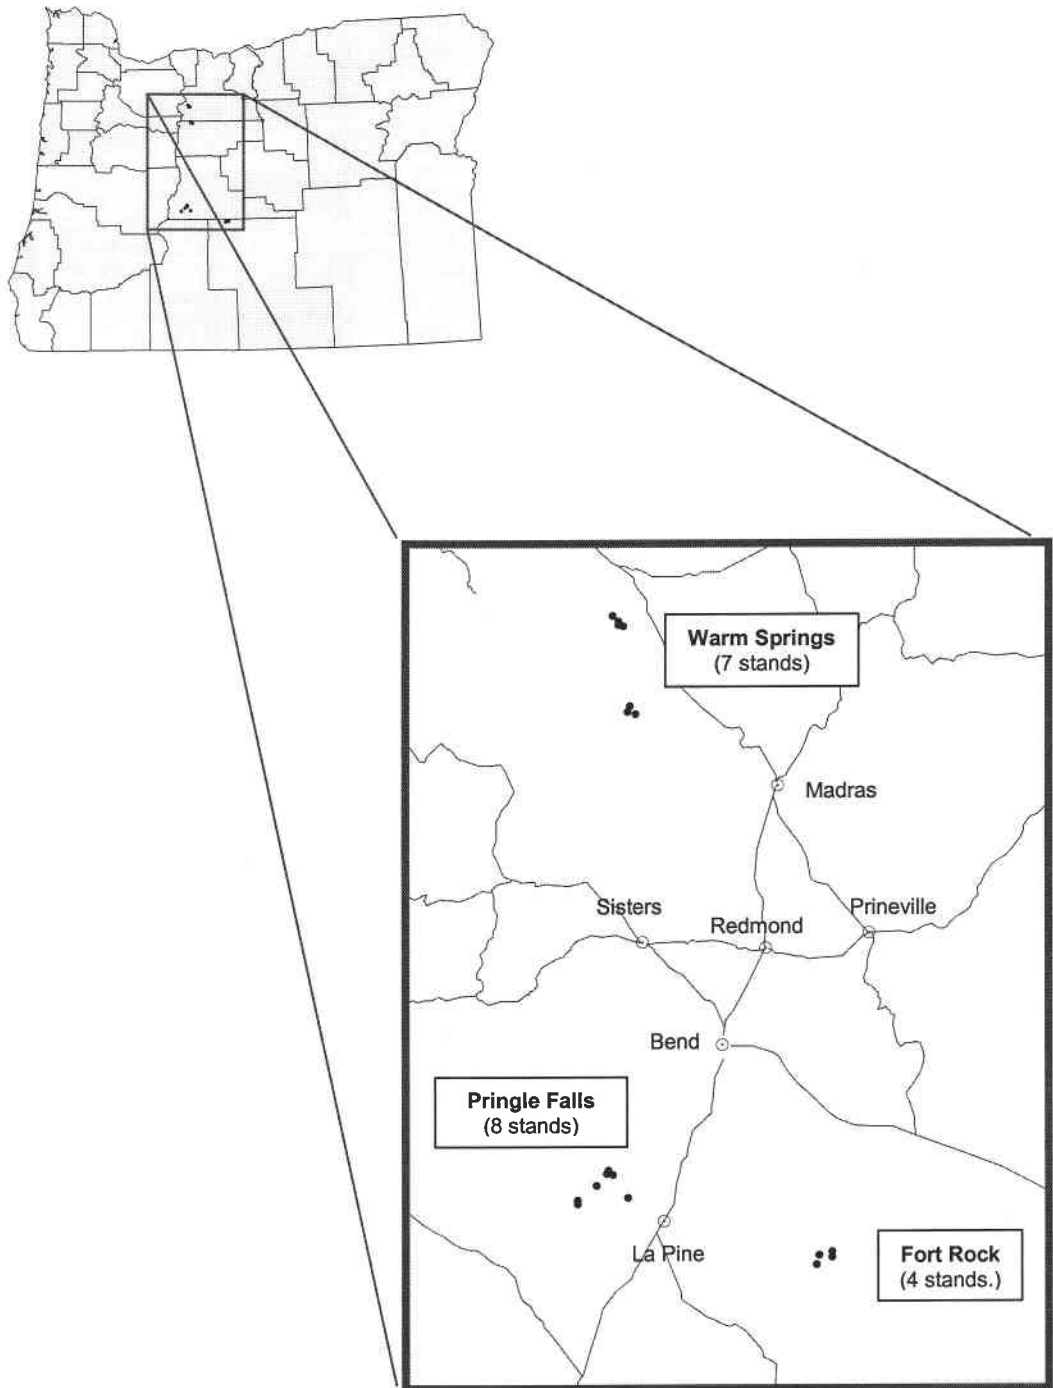 Warm Springs
(7 stands)
Madras
Sisters
Redmond
Prineville
Bend
Pringle Falls
(8 stands)
La Pine
Fort Rock
(4 stands.)